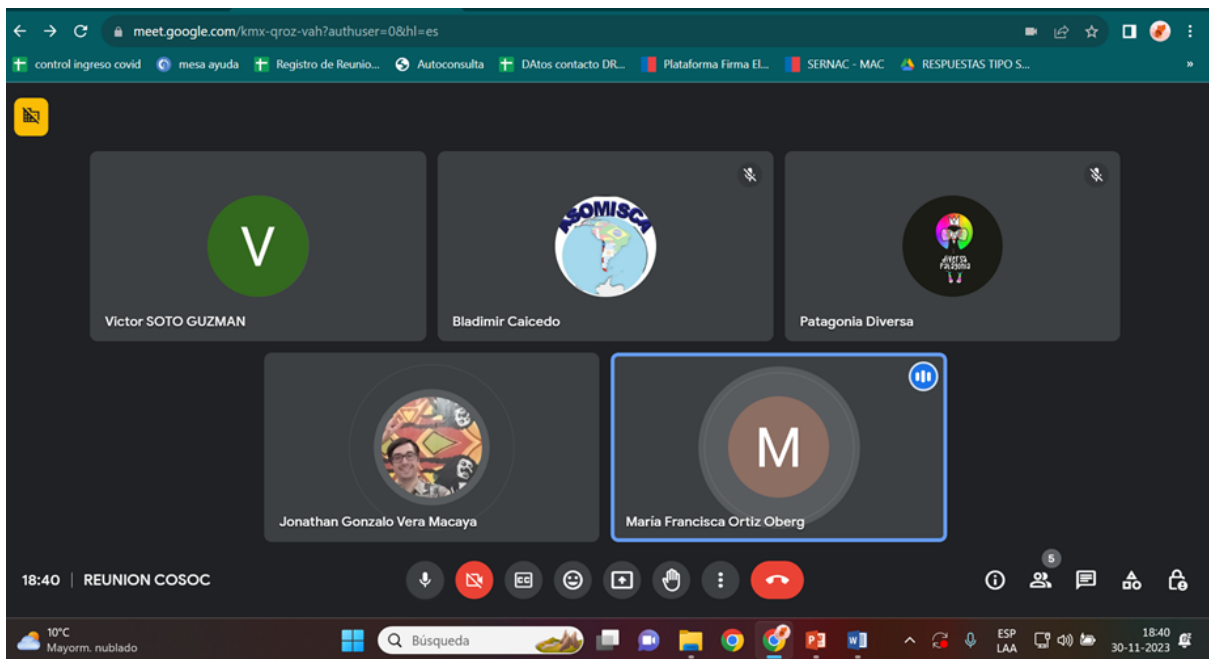 meet.google.com/kmx-qroz-vah?authuser=0&hl=es
control ingreso covid mesa ayuda Registro de Reunio... Autoconsulta DAtos contacto DR... Plataforma Firma El... SERNAC - MAC RESPUESTAS TIPO S... »
V
ASOMISCA
diversa
Patagonia
Victor SOTO GUZMAN
Bladimir Caicedo
Patagonia Diversa
M
Jonathan Gonzalo Vera Macaya
María Francisca Ortiz Oberg
18:40 | REUNION COSOC
CC
5
10°C
Mayorm. nublado
Búsqueda
ESP
LAA
18:40
30-11-2023